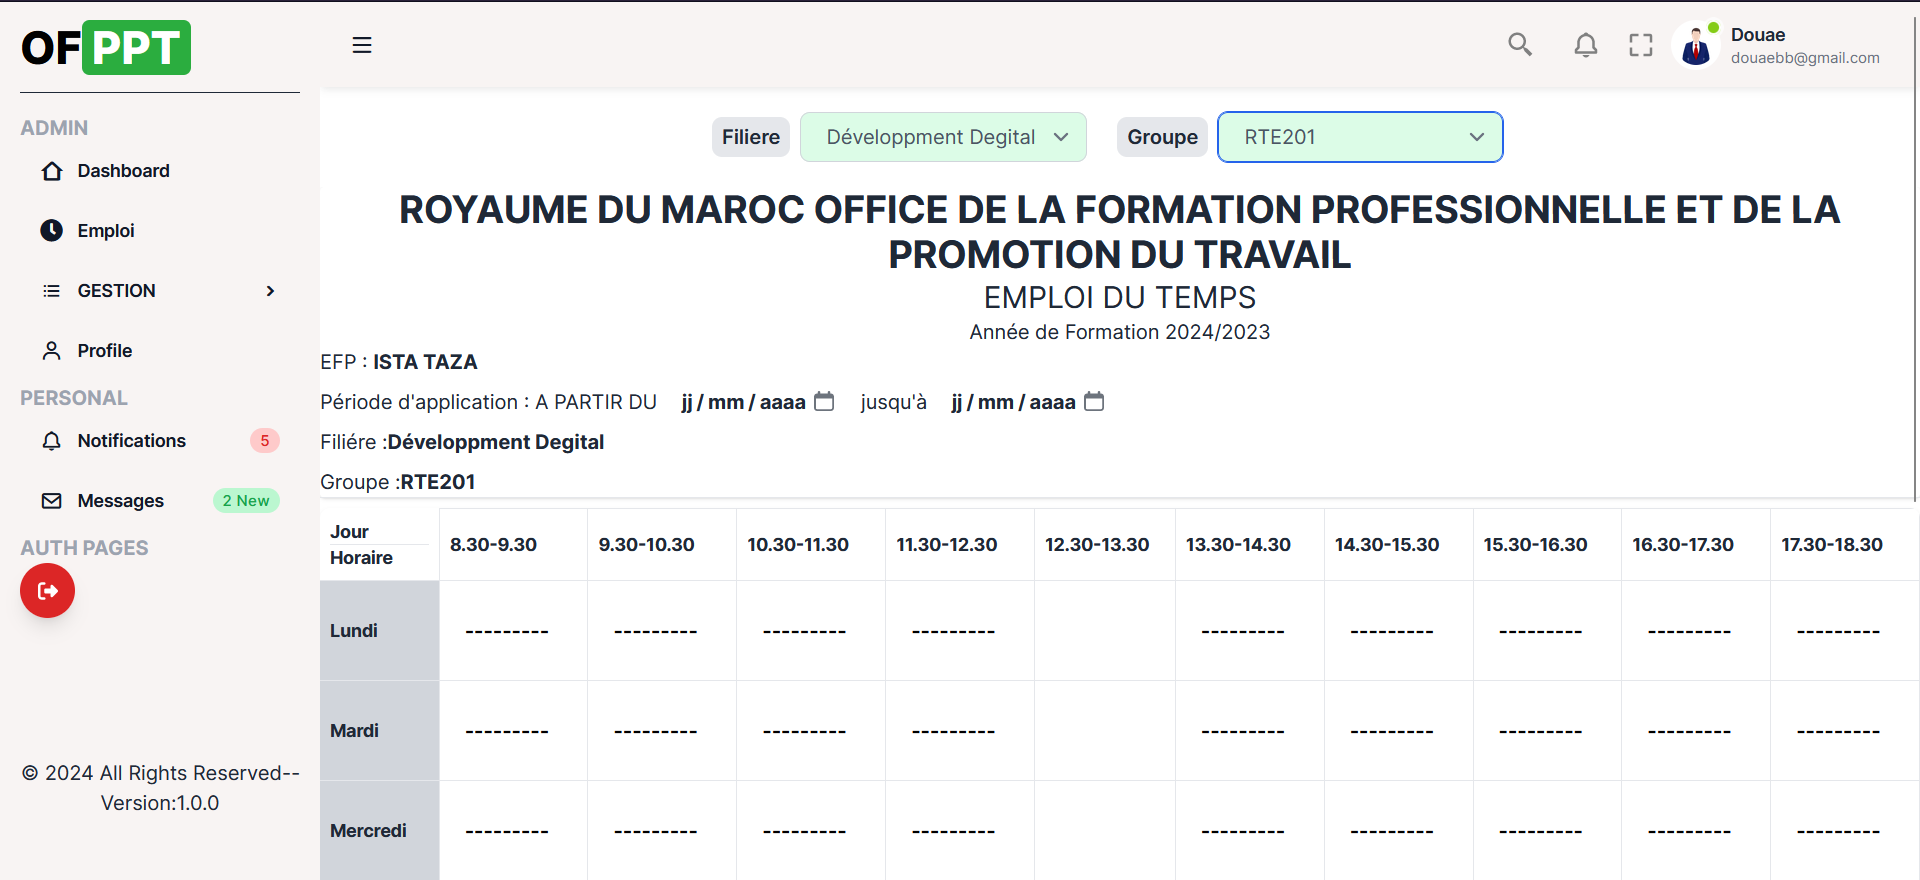 OFPPT
ADMIN
Dashboard
Emploi
GESTION
Profile
PERSONAL
Notifications 5
Messages 2 New
AUTH PAGES
© 2024 All Rights Reserved--
Version:1.0.0
Douae
douaebb@gmail.com
Filiere Développment Degital Groupe RTE201
ROYAUME DU MAROC OFFICE DE LA FORMATION PROFESSIONNELLE ET DE LA
PROMOTION DU TRAVAIL
EMPLOI DU TEMPS
Année de Formation 2024/2023
EFP : ISTA TAZA
Période d'application : A PARTIR DU jj/mm/aaaa jusqu'à jj/mm/aaaa
Filiére :Développment Degital
Groupe :RTE201
Jour
Horaire
8.30-9.30 9.30-10.30 10.30-11.30 11.30-12.30 12.30-13.30 13.30-14.30 14.30-15.30 15.30-16.30 16.30-17.30 17.30-18.30
Lundi --------- --------- --------- --------- --------- --------- --------- --------- ---------
Mardi --------- --------- --------- --------- --------- --------- --------- --------- ---------
Mercredi --------- --------- --------- --------- --------- --------- --------- --------- ---------